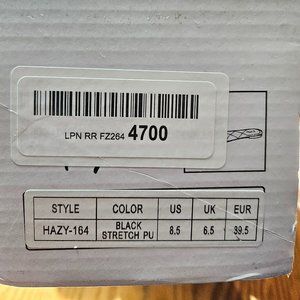 LPN RR FZ264 4700
STYLE COLOR US UK EUR
HAZY-164 BLACK STRETCH PU 8.5 6.5 39.5